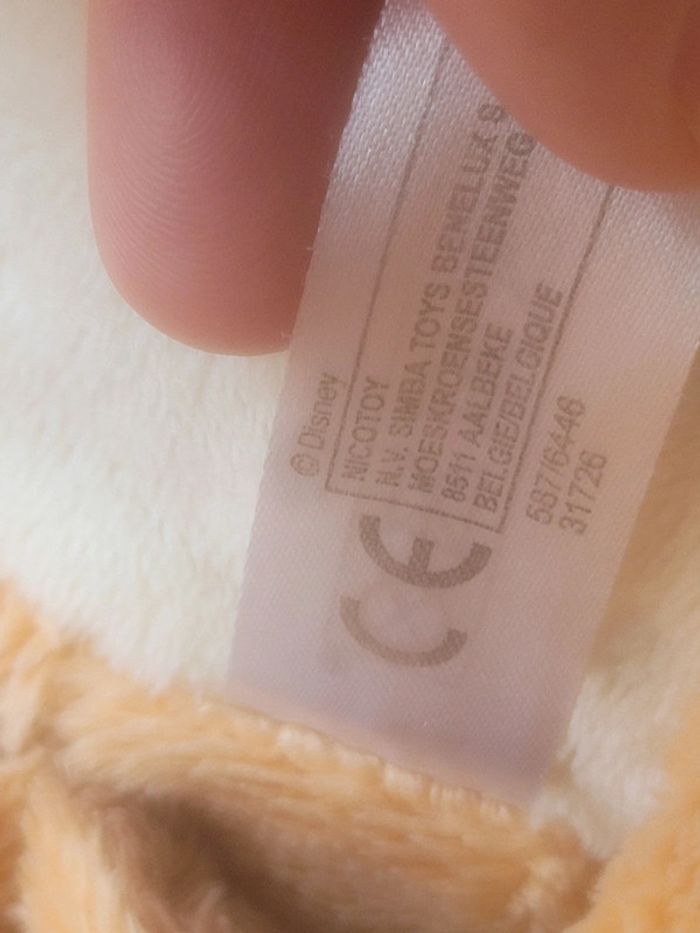 © Disney
NICOTOY
N.V. SIMBA TOYS BENELUX S
MOESKROENSESTEENWEG
8511 AALBEKE
BELGIE/BELGIQUE
587/6446
31726
CE